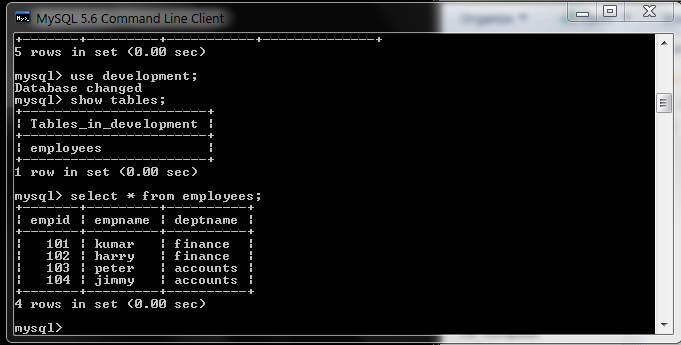 MySQL 5.6 Command Line Client
+-------+---------+-----------+--------------+
5 rows in set (0.00 sec)
mysql> use development;
Database changed
mysql> show tables;
+-----------------------+
| Tables_in_development |
+-----------------------+
| employees             |
+-----------------------+
1 row in set (0.00 sec)
mysql> select * from employees;
+-------+---------+----------+
| empid | empname | deptname |
+-------+---------+----------+
|   101 | kumar   | finance  |
|   102 | harry   | finance  |
|   103 | peter   | accounts |
|   104 | jimmy   | accounts |
+-------+---------+----------+
4 rows in set (0.00 sec)
mysql>